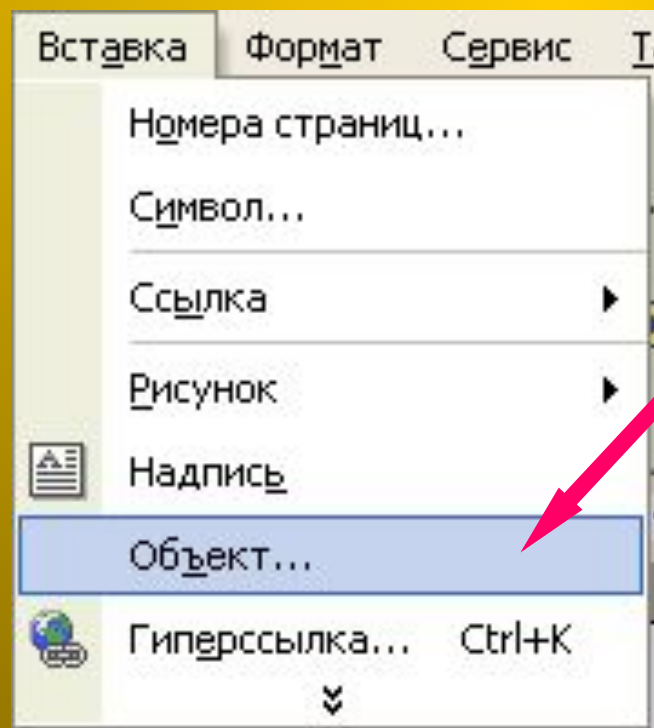 Вставка Формат Сервис Т
Номера страниц...
Символ...
Ссылка
Рисунок
Надпись
Объект...
Гиперссылка... Ctrl+K